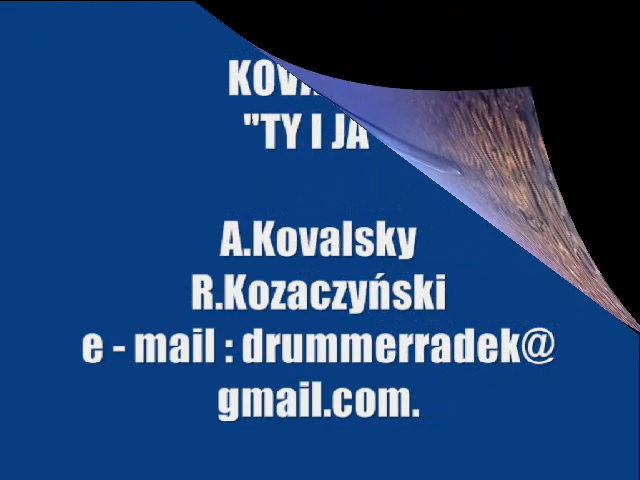 "TY I JA
A.Kovalsky
R.Kozaczyński
e - mail : drummerradek@
gmail.com.